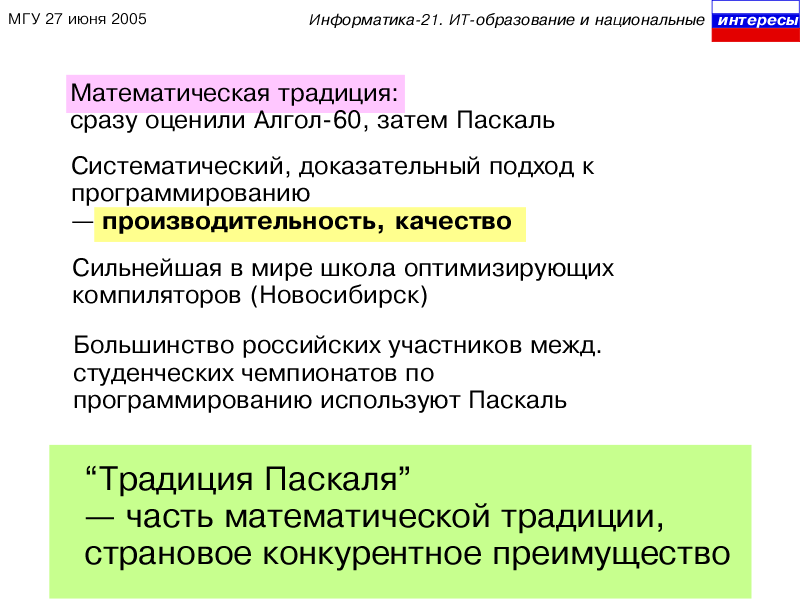 МГУ 27 июня 2005
Информатика-21. ИТ-образование и национальные интересы
Математическая традиция:
сразу оценили Алгол-60, затем Паскаль
Систематический, доказательный подход к
программированию
— производительность, качество
Сильнейшая в мире школа оптимизирующих
компиляторов (Новосибирск)
Большинство российских участников межд.
студенческих чемпионатов по
программированию используют Паскаль
“Традиция Паскаля”
— часть математической традиции,
страновое конкурентное преимущество